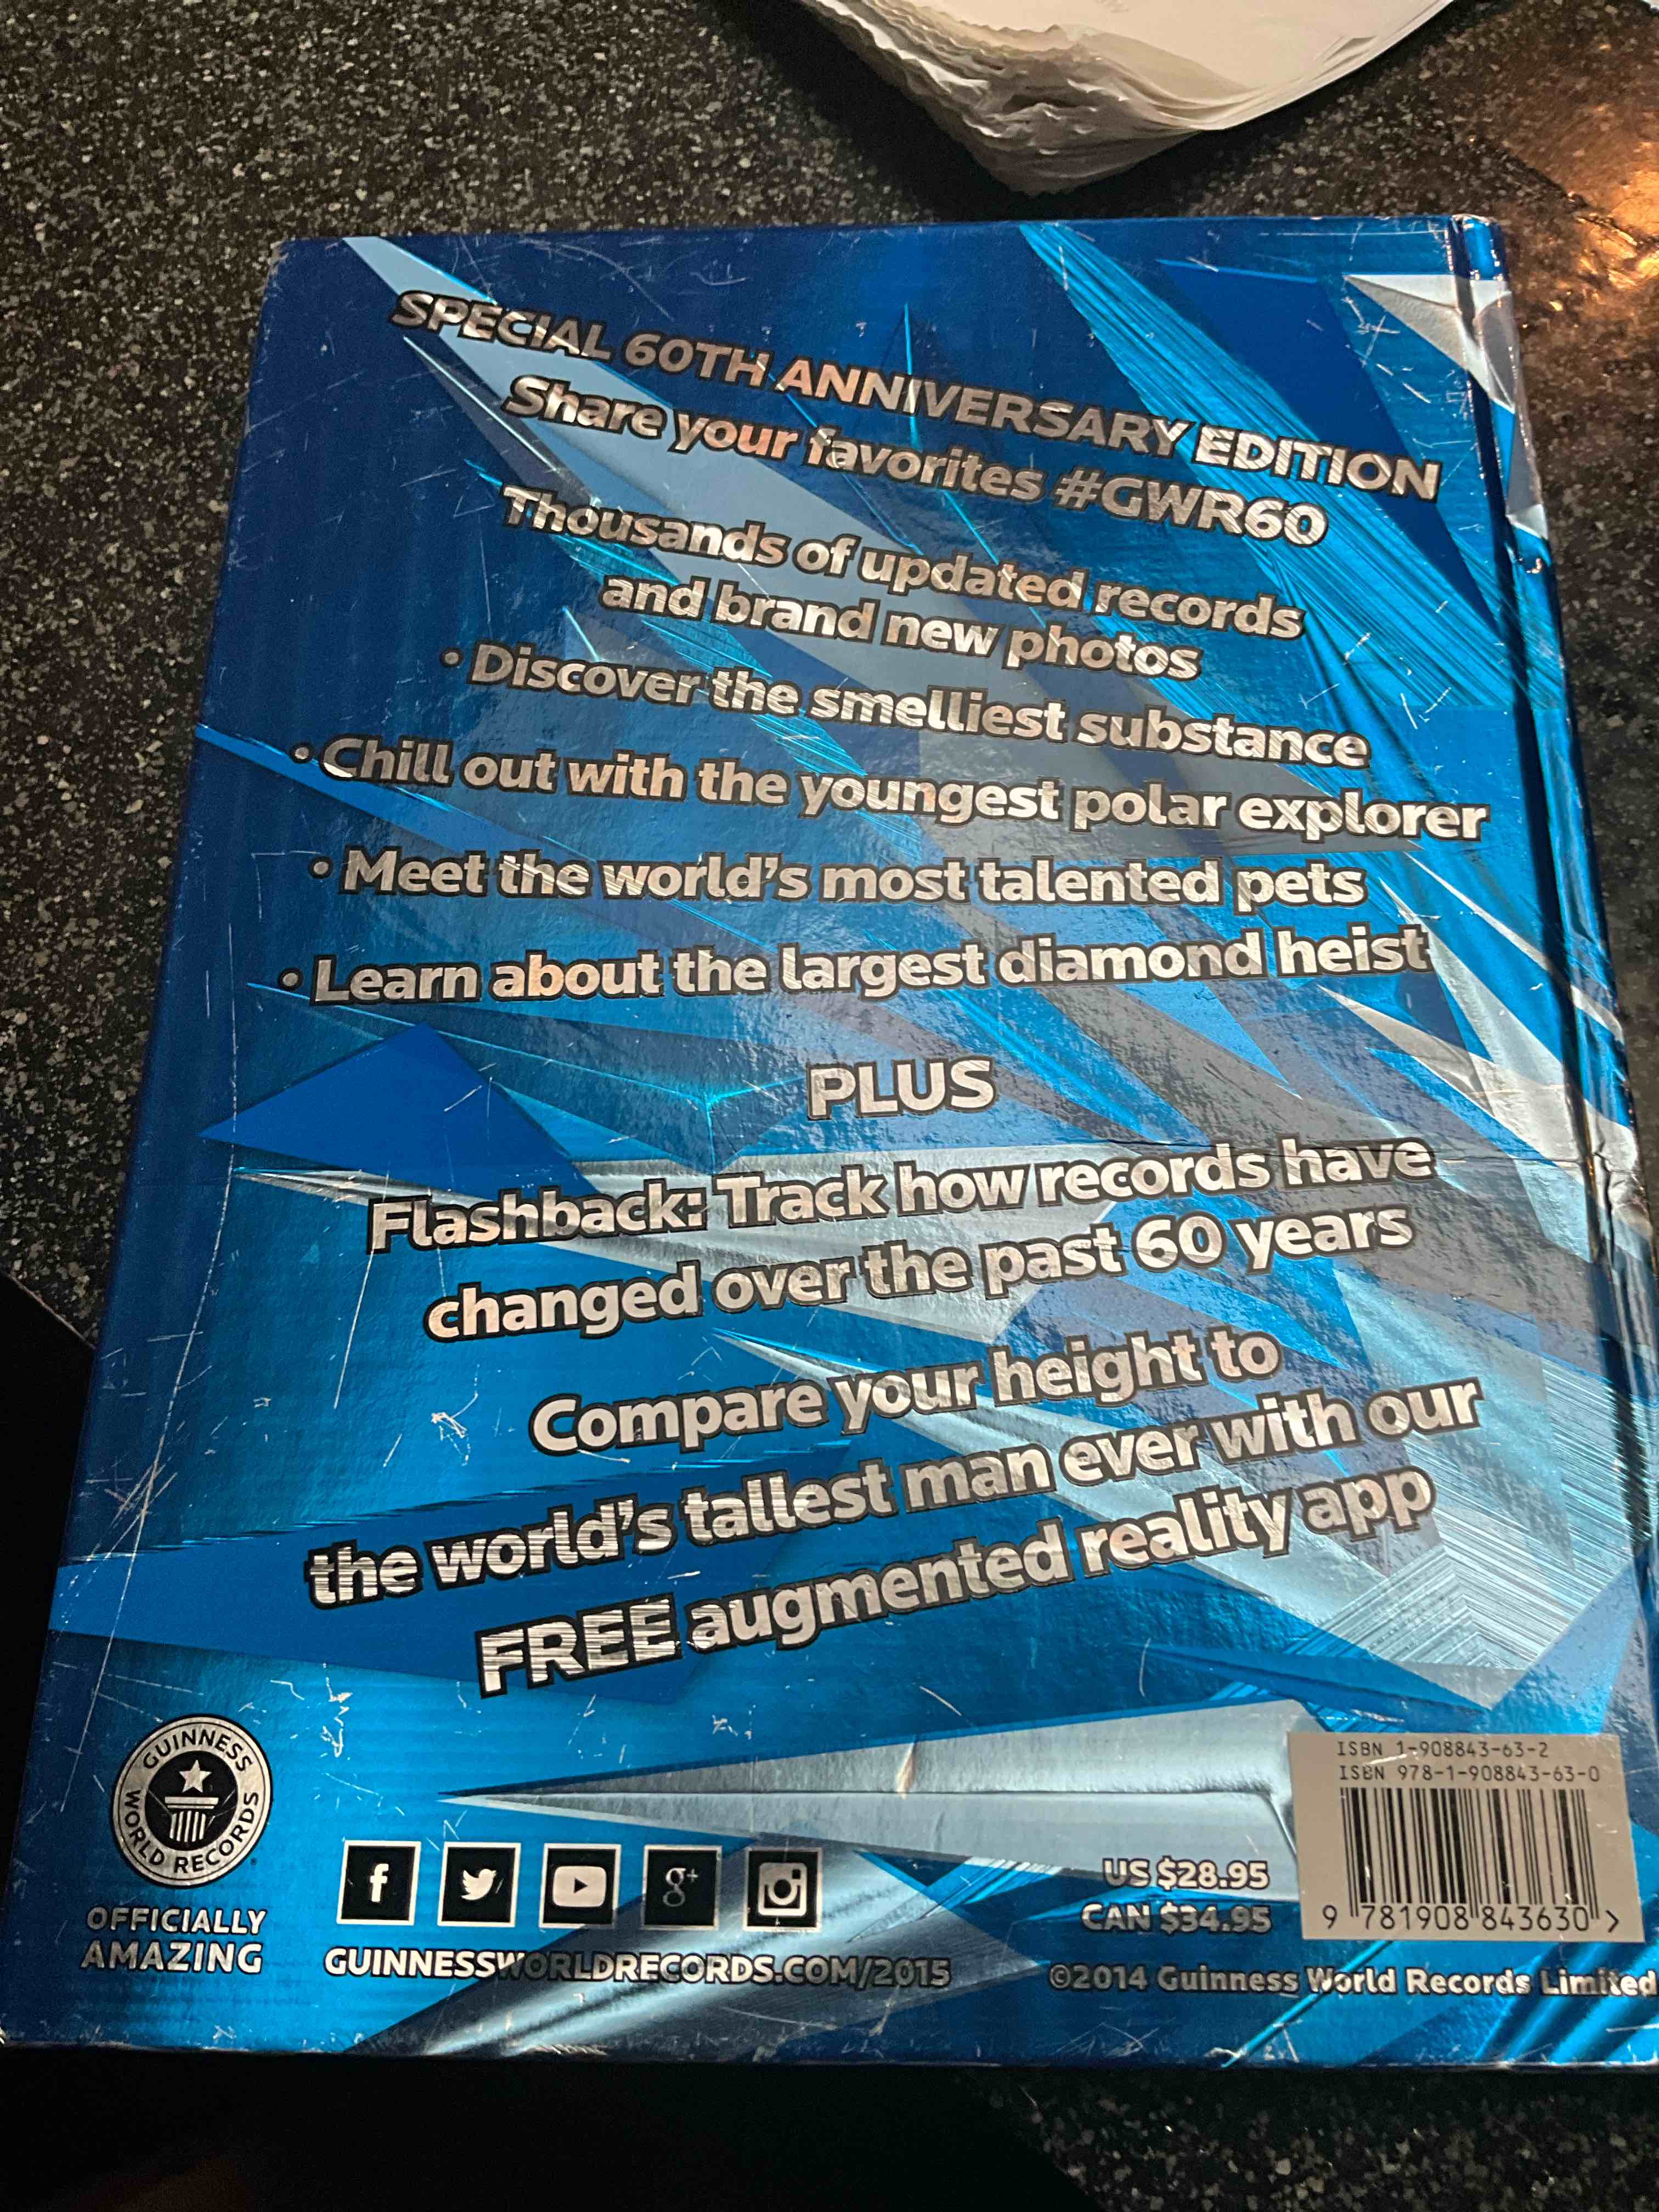 SPECIAL 60TH ANNIVERSARY EDITION
Share your favorites #GWR60
Thousands of updated records
and brand new photos
• Discover the smelliest substance
• Chill out with the youngest polar explorer
• Meet the world's most talented pets
• Learn about the largest diamond heist
PLUS
Flashback: Track how records have
changed over the past 60 years
Compare your height to
the world's tallest man ever with our
FREE augmented reality app
GUINNESS
WORLD RECORDS
OFFICIALLY
AMAZING
f
g+
GUINNESSWORLDRECORDS.COM/2015
US $28.95
CAN $34.95
ISBN 1-908843-63-2
ISBN 978-1-908843-63-0
9 781908 843630 >
©2014 Guinness World Records Limited